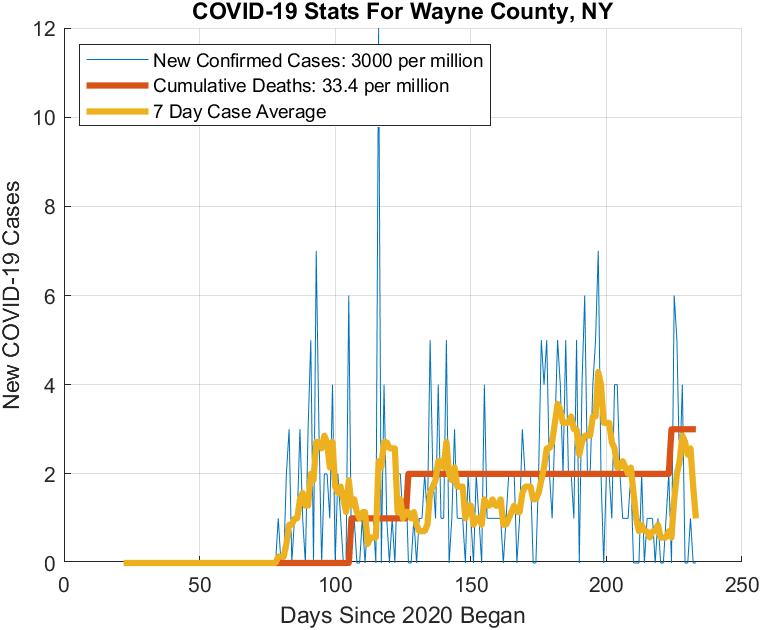 COVID-19 Stats For Wayne County, NY
12
New Confirmed Cases: 3000 per million
Cumulative Deaths: 33.4 per million
7 Day Case Average
10
8
6
4
2
0
New COVID-19 Cases
0 50 100 150 200 250
Days Since 2020 Began